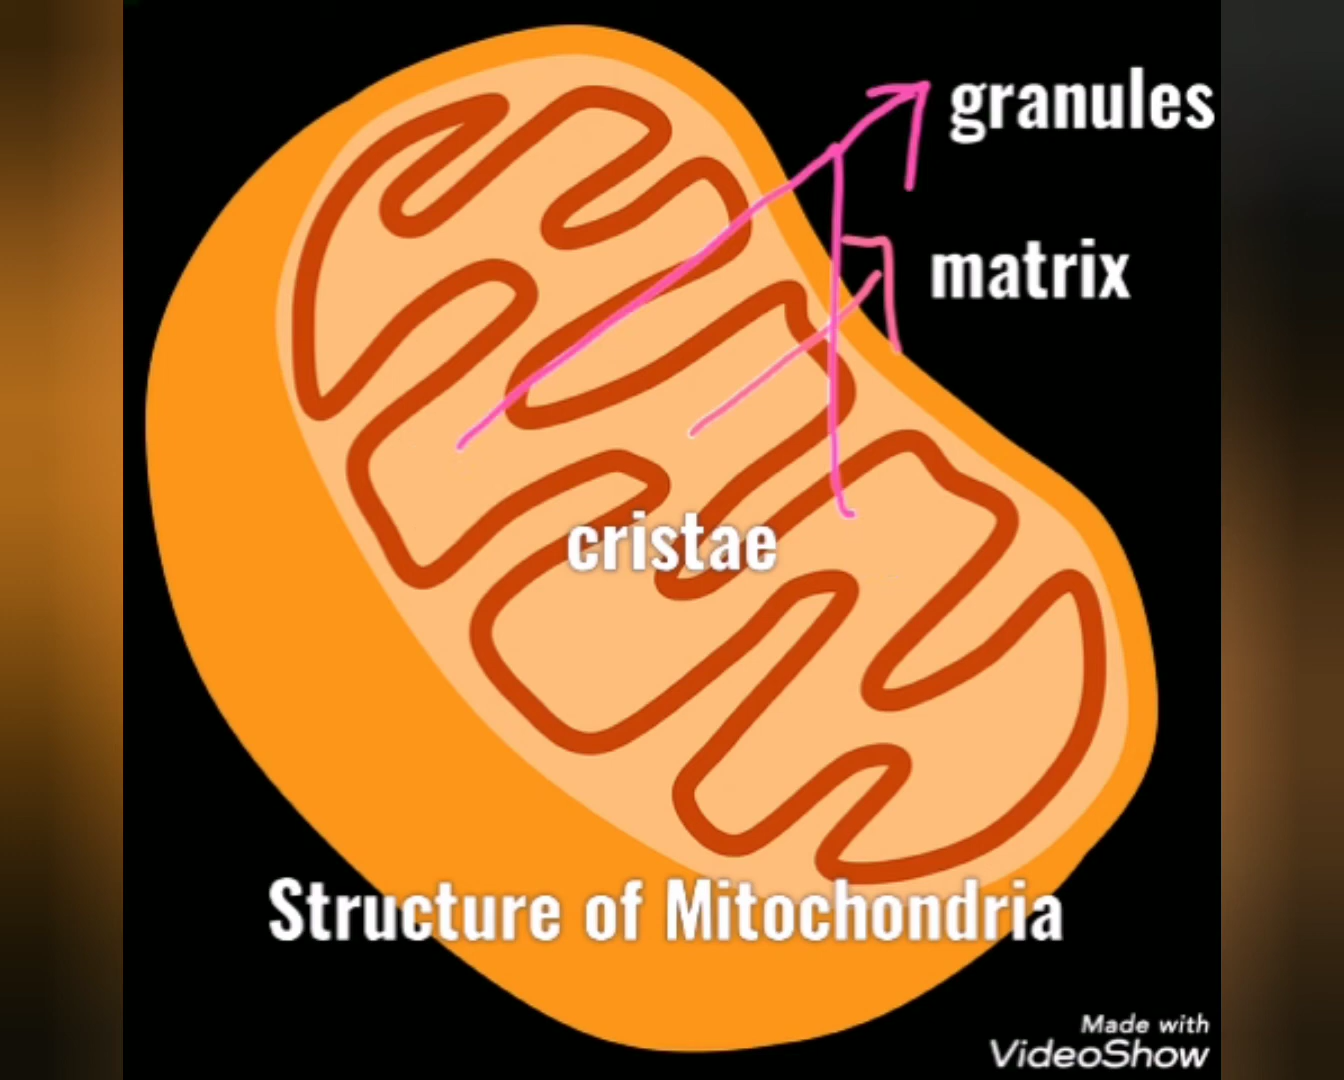 granules
matrix
cristae
Structure of Mitochondria
Made with
VideoShow